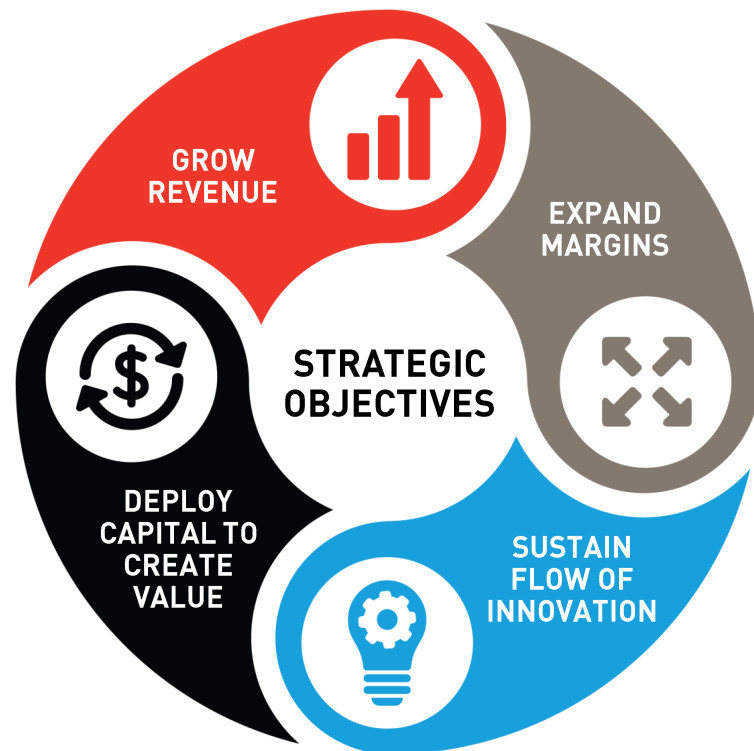 GROW
REVENUE
EXPAND
MARGINS
STRATEGIC
OBJECTIVES
$
DEPLOY
CAPITAL TO
CREATE
VALUE
SUSTAIN
FLOW OF
INNOVATION